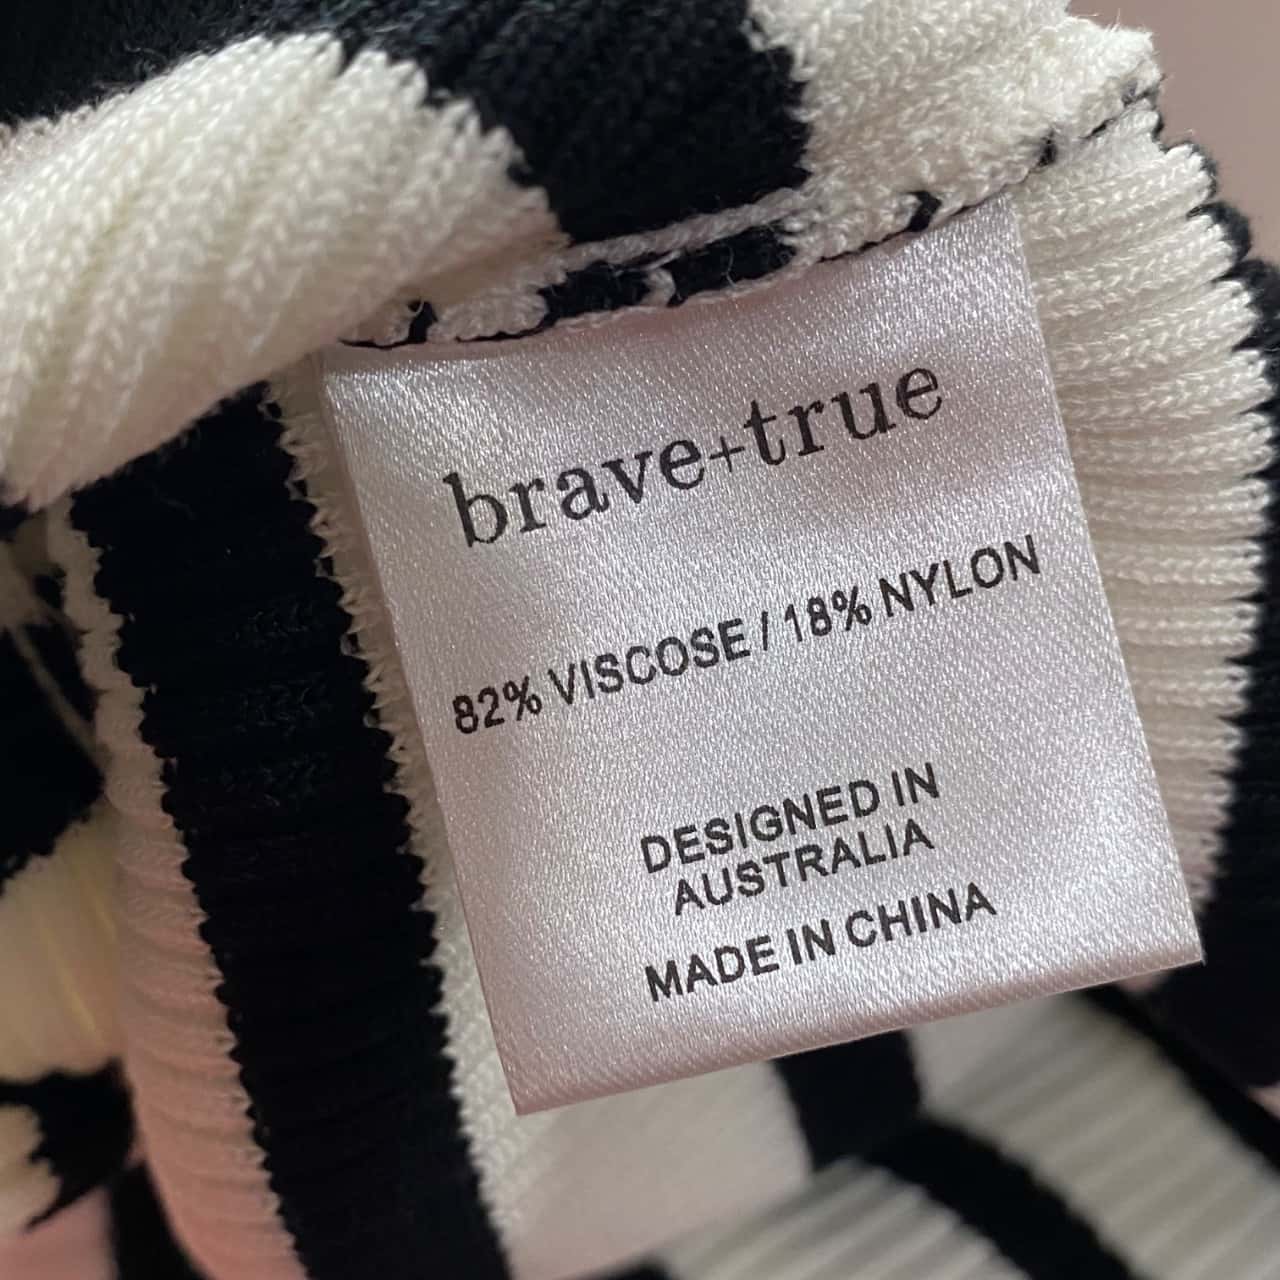 brave+true
82% VISCOSE / 18% NYLON
DESIGNED IN
AUSTRALIA
MADE IN CHINA